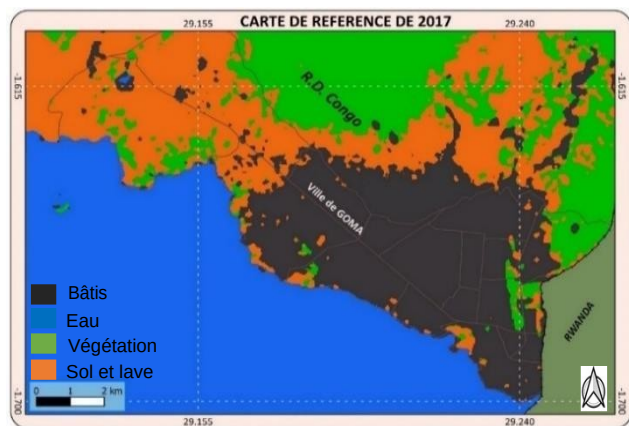 CARTE DE REFERENCE DE 2017
29.155
29.240
-1.615
-1.615
R.D. Congo
Ville de GOMA
RWANDA
Bâtis
Eau
Végétation
Sol et lave
0 1 2 km
-1.700
-1.700
29.155
29.240